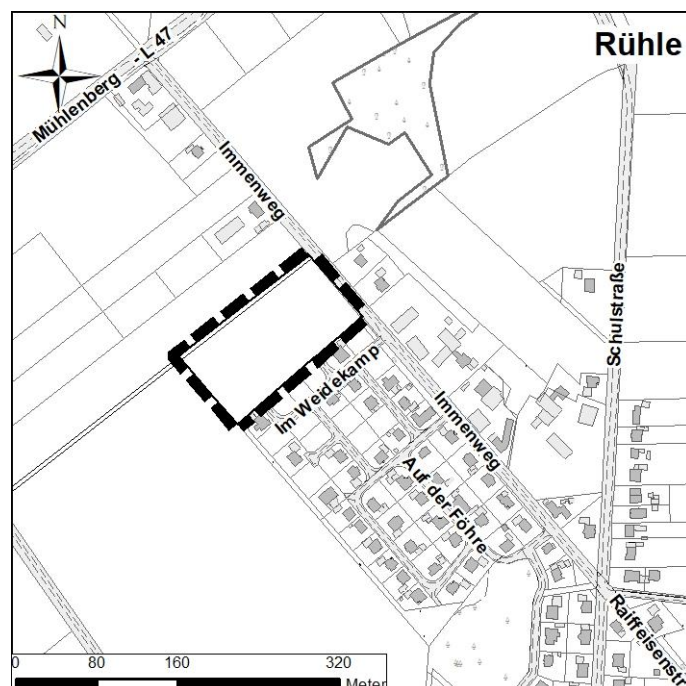 N
Rühle
Mühlenberg - L 47
Immenweg
Schulstraße
Im Weidekamp
Immenweg
Auf der Föhre
Raiffeisenstr
0 80 160 320
Meter